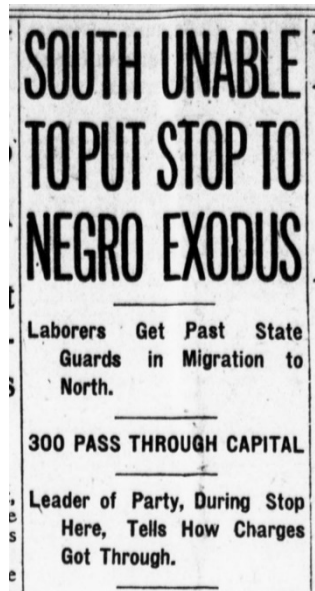 SOUTH UNABLE
TO PUT STOP TO
NEGRO EXODUS
Laborers Get Past State
Guards in Migration to
North.
300 PASS THROUGH CAPITAL
Leader of Party, During Stop
Here, Tells How Charges
Got Through.